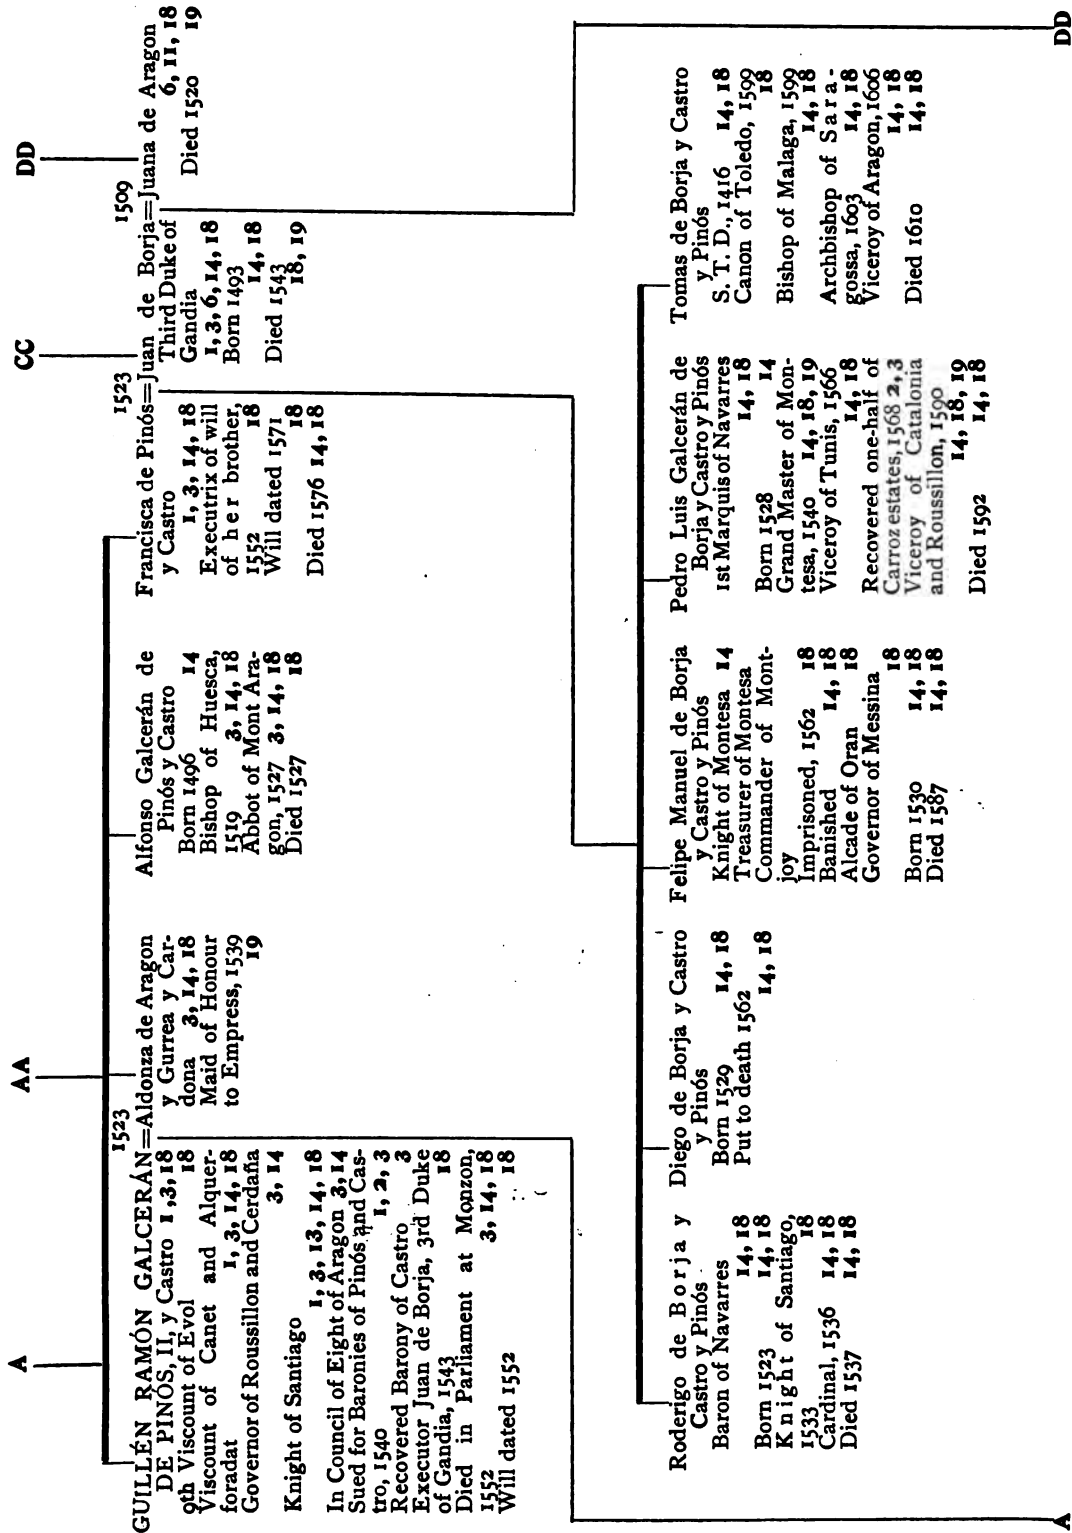 A
AA
CC
DD
1523
1523
1509
GUILLÉN RAMÓN GALCERÁN
DE PINÓS, II, y Castro 1, 3, 18
9th Viscount of Evol 18
Viscount of Canet and Alquer-
foradat 1, 3, 14, 18
Governor of Roussillon and Cerdaña
3, 14
Knight of Santiago
1, 3, 13, 14, 18
In Council of Eight of Aragon 3, 14
Sued for Baronies of Pinós and Cas-
tro, 1540 1, 2, 3
Recovered Barony of Castro 3
Executor Juan de Borja, 3rd Duke
of Gandia, 1543 18
Died in Parliament at Monzon,
1552 3, 14, 18
Will dated 1552 18
=Aldonza de Aragon
y Gurrea y Car-
dona 3, 14, 18
Maid of Honour
to Empress, 1539
19
Alfonso Galcerán de
Pinós y Castro
Born 1496 14
Bishop of Huesca,
1519 3, 14, 18
Abbot of Mont Ara-
gon, 1527 3, 14, 18
Died 1527 18
Francisca de Pinós=
y Castro
1, 3, 14, 18
Executrix of will
of her brother,
1552 18
Will dated 1571
18
Died 1576 14, 18
Juan de Borja=
Third Duke of
Gandia
1, 3, 6, 14, 18
Born 1493
14, 18
Died 1543
18, 19
Juana de Aragon
6, 11, 18
Died 1520
19
Roderigo de Borja y
Castro y Pinós
Baron of Navarres
14, 18
Born 1523 14, 18
Knight of Santiago,
1533 18
Cardinal, 1536 14, 18
Died 1537 14, 18
Diego de Borja y Castro
y Pinós
Born 1529 14, 18
Put to death 1562
14, 18
Felipe Manuel de Borja
y Castro y Pinós
Knight of Montesa 14
Treasurer of Montesa
Commander of Mont-
joy
Imprisoned, 1562 18
Banished 14, 18
Alcade of Oran 18
Governor of Messina
18
Born 1530 14, 18
Died 1587 14, 18
Pedro Luis Galcerán de
Borja y Castro y Pinós
1st Marquis of Navarres
14, 18
Born 1528 14
Grand Master of Mon-
tesa, 1540 14, 18, 19
Viceroy of Tunis, 1566
14, 18
Recovered one-half of
Carroz estates, 1568 2, 3
Viceroy of Catalonia
and Roussillon, 1590
14, 18, 19
Died 1592 14, 18
Tomas de Borja y Castro
y Pinós
S. T. D., 1416 14, 18
Canon of Toledo, 1599
18
Bishop of Malaga, 1599
14, 18
Archbishop of Sara-
gossa, 1603 14, 18
Viceroy of Aragon, 1606
14, 18
Died 1610 14, 18
A
DD